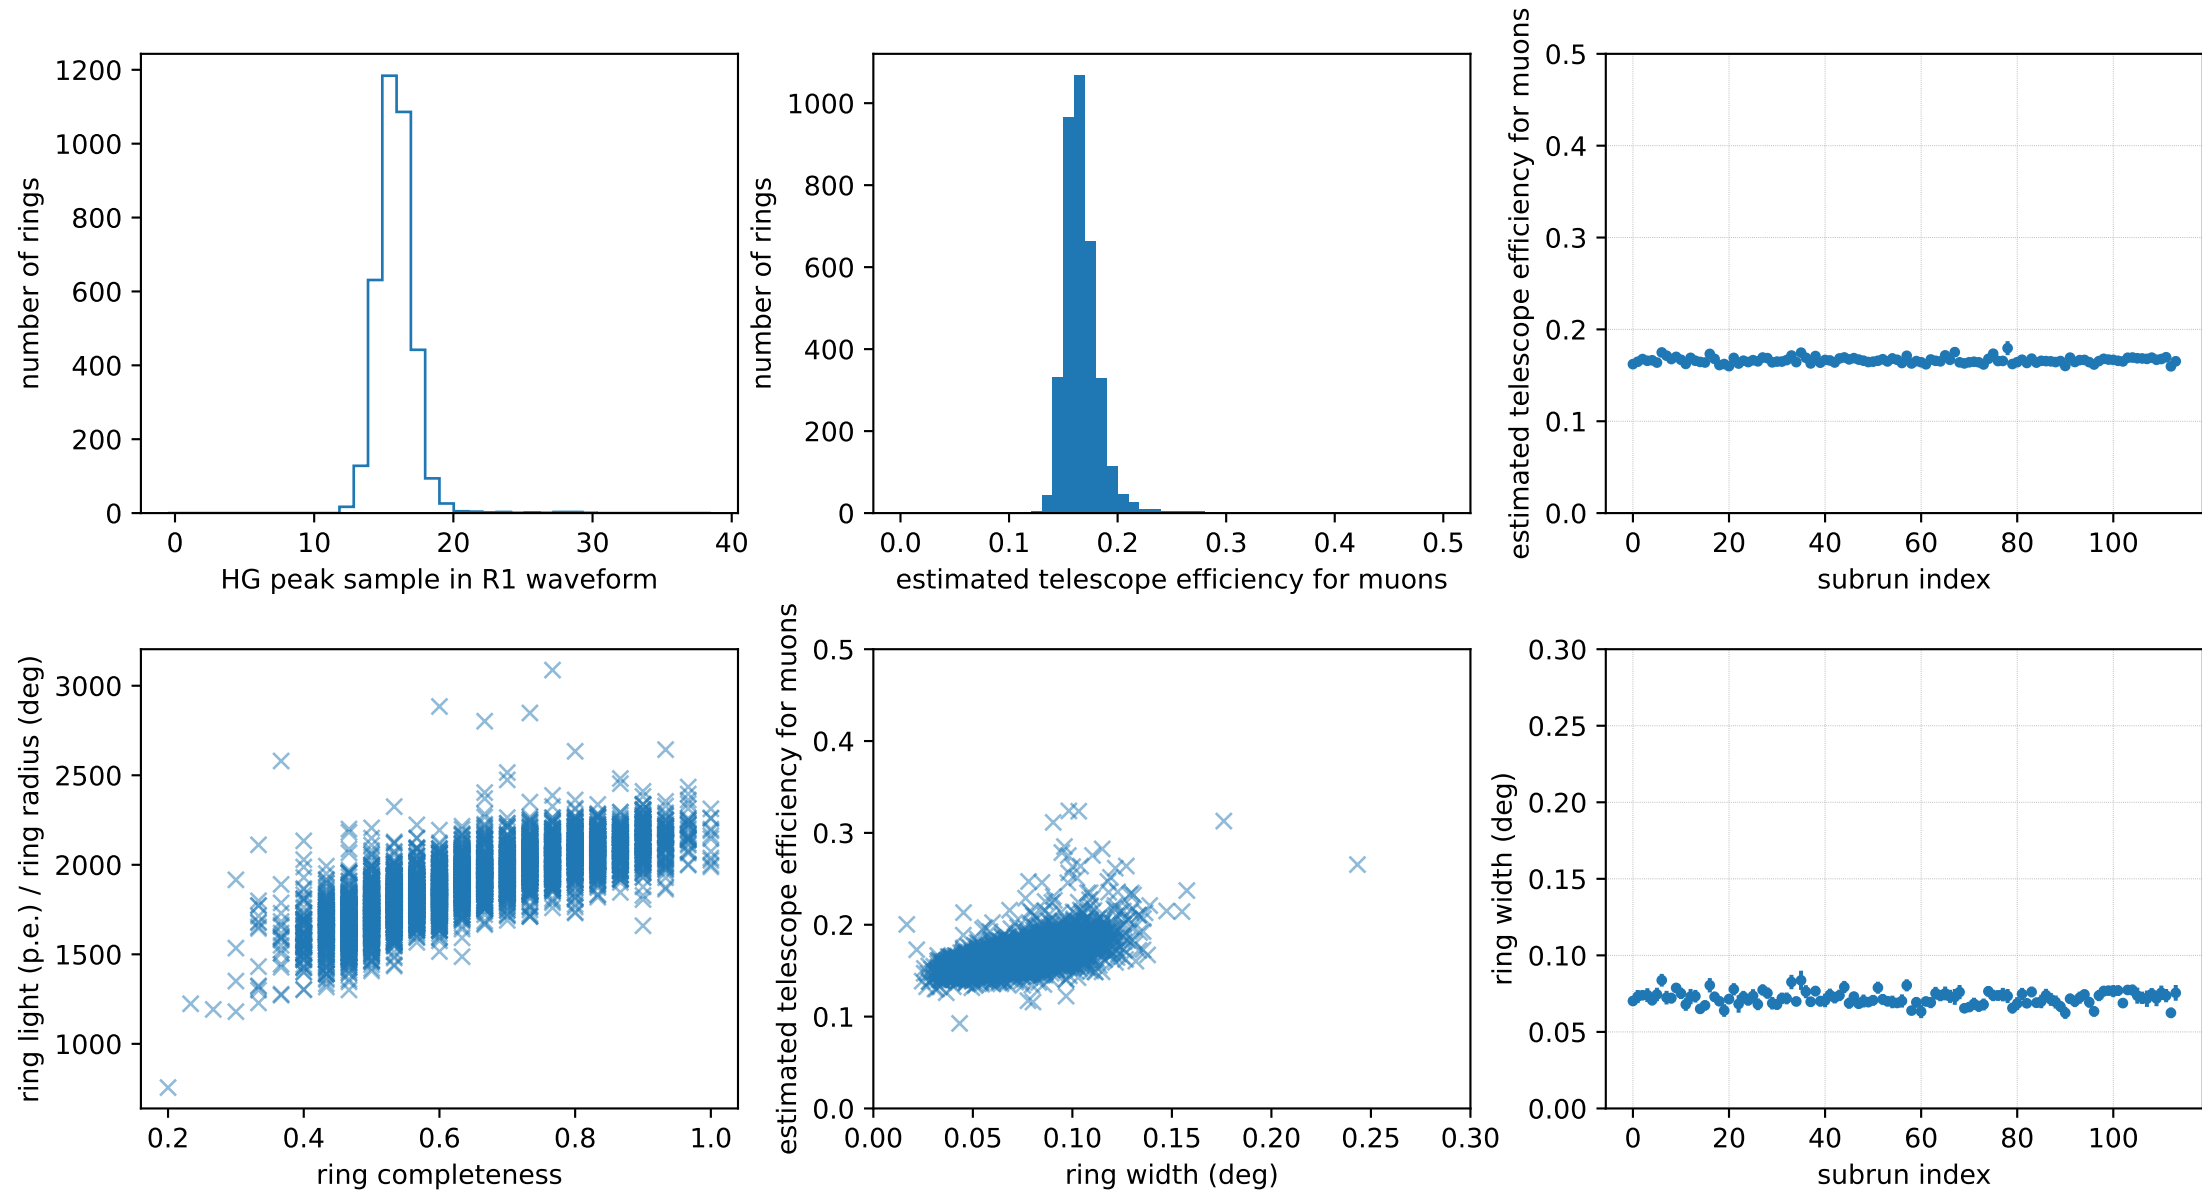 number of rings
1200
1000
800
600
400
200
0
0 10 20 30 40
HG peak sample in R1 waveform
number of rings
1000
800
600
400
200
0
0.0 0.1 0.2 0.3 0.4 0.5
estimated telescope efficiency for muons
estimated telescope efficiency for muons
0.5
0.4
0.3
0.2
0.1
0.0
0 20 40 60 80 100
subrun index
ring light (p.e.) / ring radius (deg)
3000
2500
2000
1500
1000
0.2 0.4 0.6 0.8 1.0
ring completeness
estimated telescope efficiency for muons
0.5
0.4
0.3
0.2
0.1
0.0
0.00 0.05 0.10 0.15 0.20 0.25 0.30
ring width (deg)
ring width (deg)
0.30
0.25
0.20
0.15
0.10
0.05
0.00
0 20 40 60 80 100
subrun index